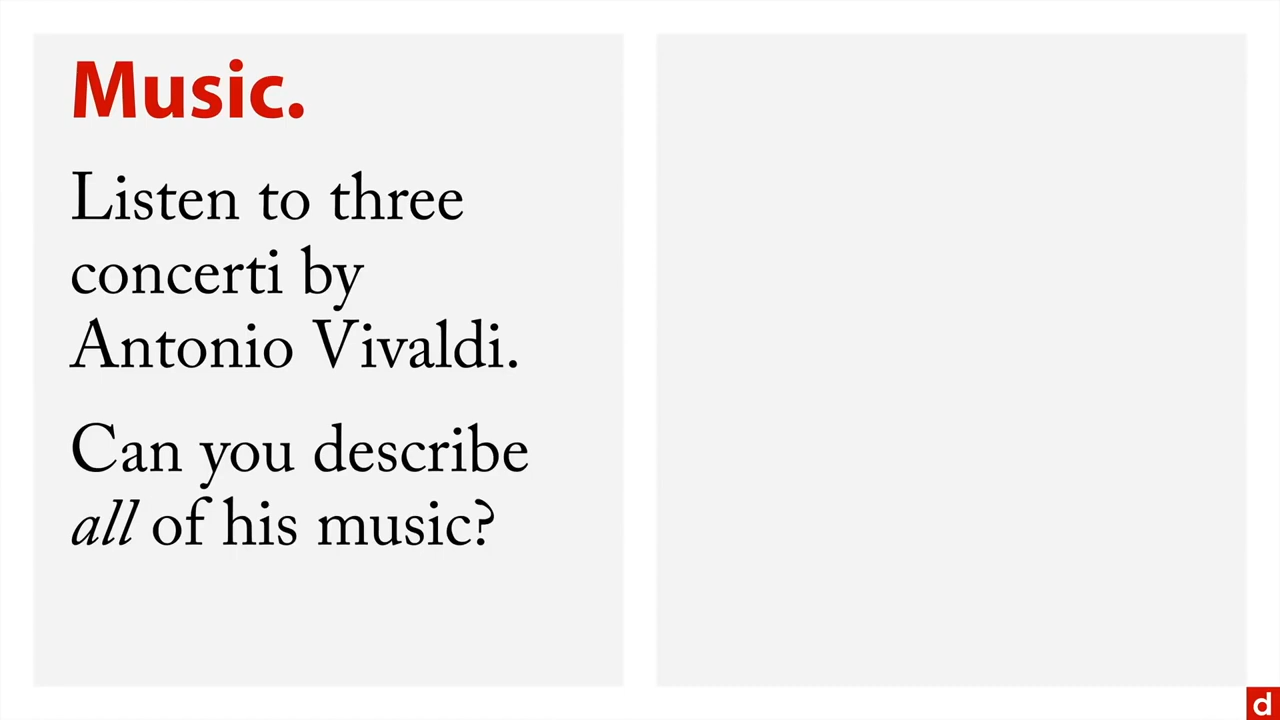 Music.
Listen to three
concerti by
Antonio Vivaldi.
Can you describe
all of his music?
d